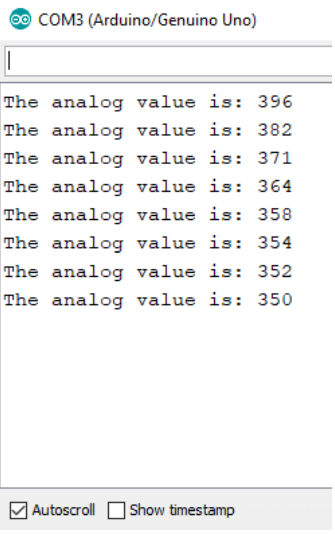 COM3 (Arduino/Genuino Uno)
The analog value is: 396
The analog value is: 382
The analog value is: 371
The analog value is: 364
The analog value is: 358
The analog value is: 354
The analog value is: 352
The analog value is: 350
Autoscroll Show timestamp